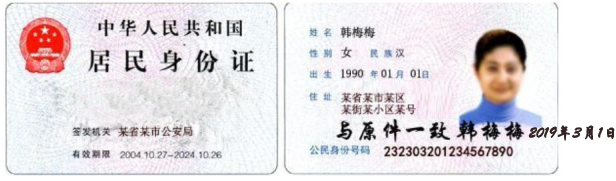 中华人民共和国
居民身份证
签发机关 某省某市公安局
有效期限 2004.10.27-2024.10.26
姓名 韩梅梅
性别 女 民族汉
出生 1990 年01月 01日
住址 某省某市某区
某街某小区某号
与原件一致 韩梅梅 2019年3月1日
公民身份号码 232303201234567890